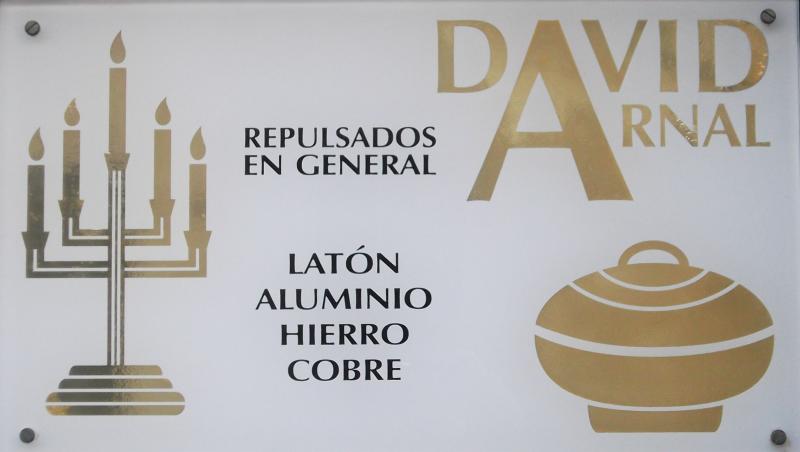 DAVID
ARNAL
REPULSADOS
EN GENERAL
LATÓN
ALUMINIO
HIERRO
COBRE